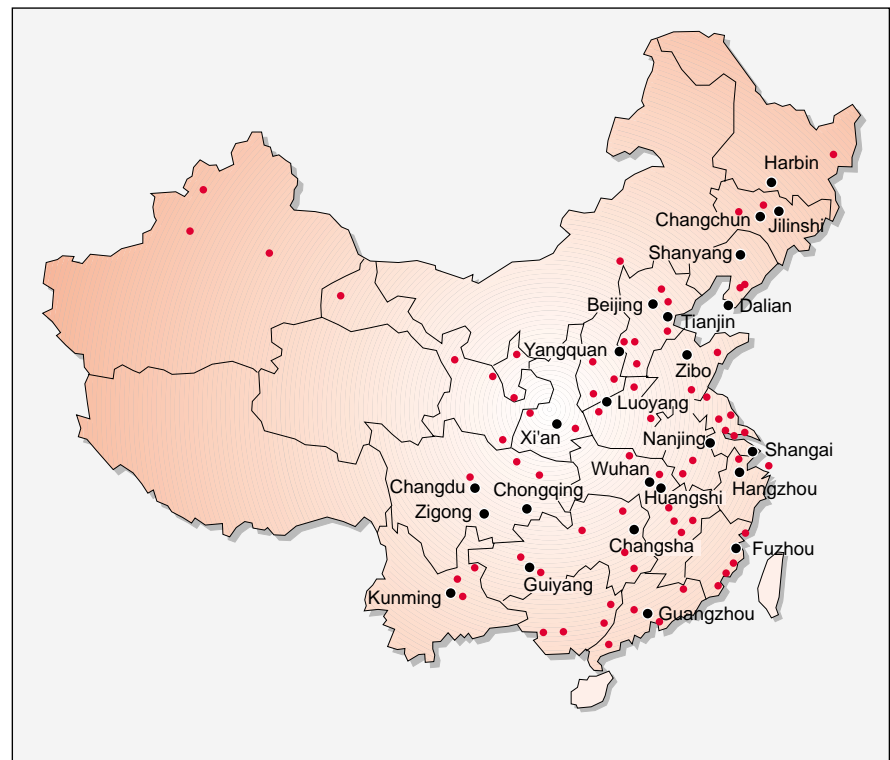 Harbin
Changchun
Jilinshi
Shanyang
Beijing
Dalian
Tianjin
Yangquan
Zibo
Luoyang
Xi'an
Nanjing
Shangai
Wuhan
Changdu
Chongqing
Huangshi
Hangzhou
Zigong
Changsha
Fuzhou
Guiyang
Kunming
Guangzhou